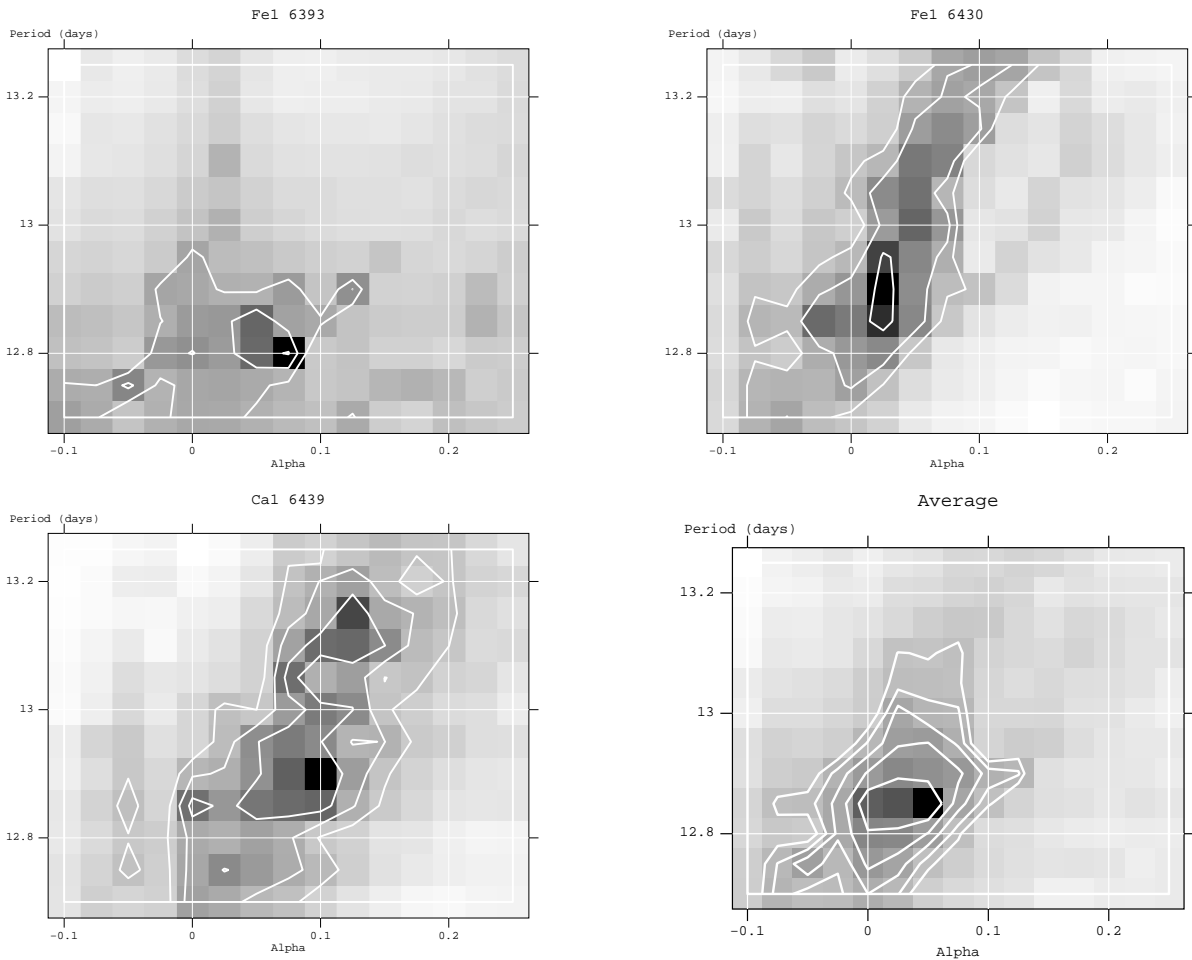 Fe1 6393
Period (days)
13.2
13
12.8
-0.1 0 0.1 0.2
Alpha
Fe1 6430
Period (days)
13.2
13
12.8
-0.1 0 0.1 0.2
Alpha
Ca1 6439
Period (days)
13.2
13
12.8
-0.1 0 0.1 0.2
Alpha
Average
Period (days)
13.2
13
12.8
-0.1 0 0.1 0.2
Alpha